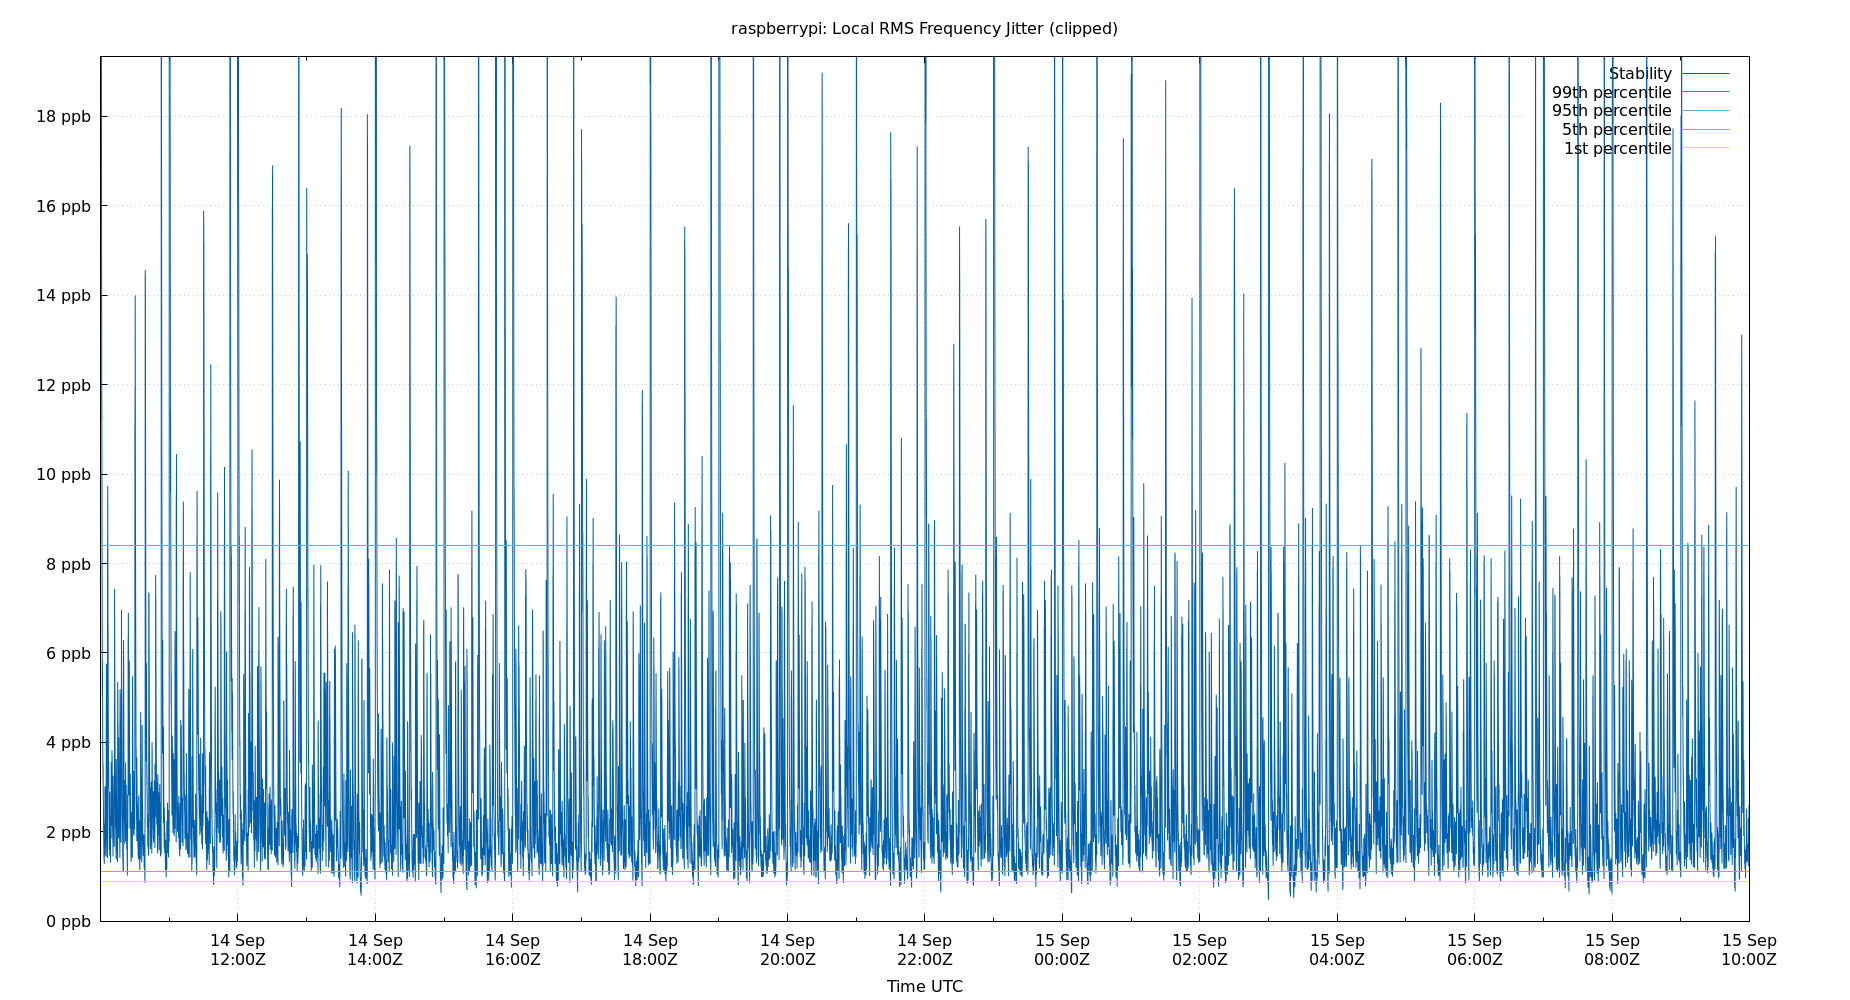 raspberrypi: Local RMS Frequency Jitter (clipped)
Stability
99th percentile
95th percentile
5th percentile
1st percentile
18 ppb
16 ppb
14 ppb
12 ppb
10 ppb
8 ppb
6 ppb
4 ppb
2 ppb
0 ppb
14 Sep 14 Sep 14 Sep 14 Sep 14 Sep 14 Sep 15 Sep 15 Sep 15 Sep 15 Sep 15 Sep 15 Sep
12:00Z 14:00Z 16:00Z 18:00Z 20:00Z 22:00Z 00:00Z 02:00Z 04:00Z 06:00Z 08:00Z 10:00Z
Time UTC